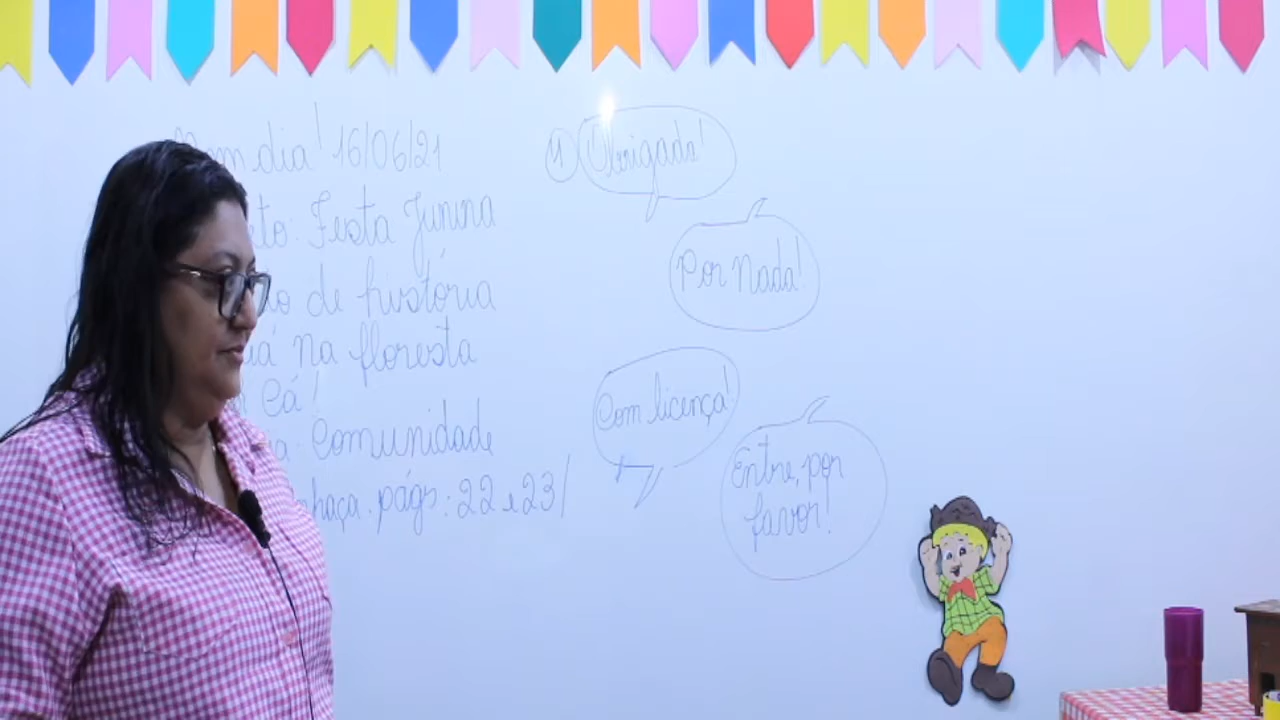 dia! 16/06/21
Festa Junina
de história
na floresta
Cá!
Comunidade
págs: 22 e 23/
1 Obrigada!
Por Nada!
Com licença!
Entre, por
favor!